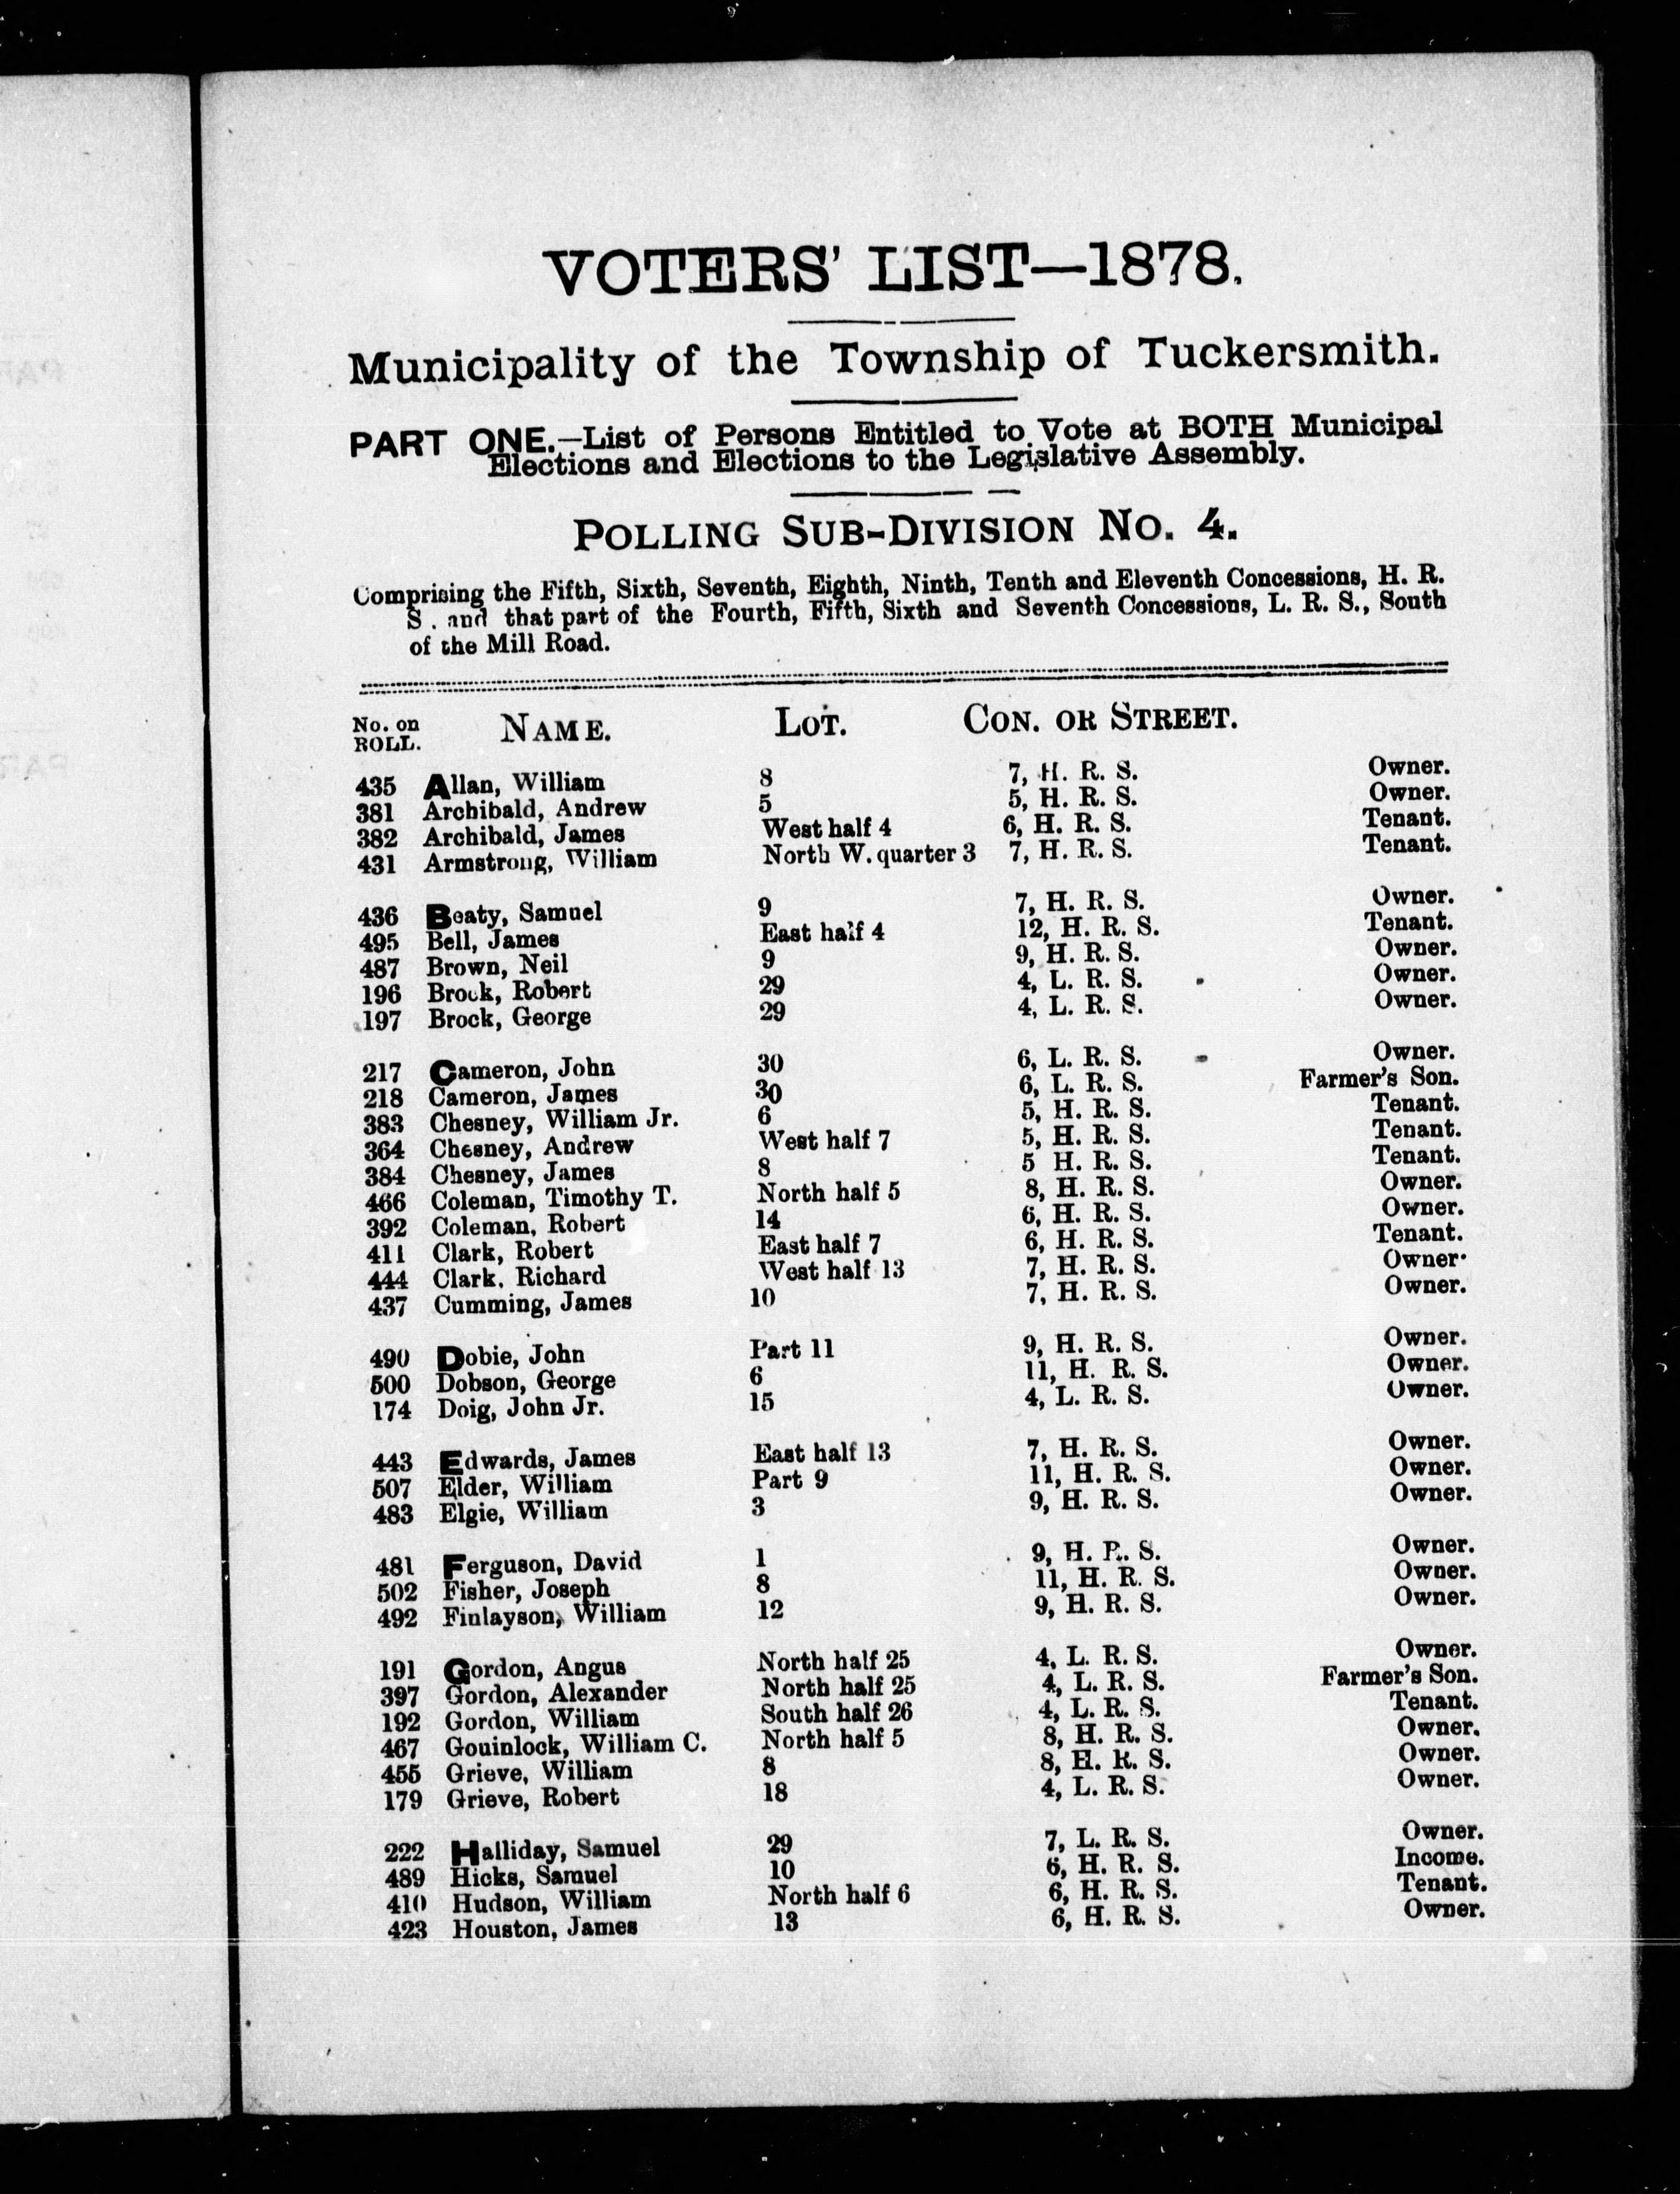 VOTERS' LIST—1878.
Municipality of the Township of Tuckersmith.
PART ONE.—List of Persons Entitled to Vote at BOTH Municipal
Elections and Elections to the Legislative Assembly.
POLLING SUB-DIVISION NO. 4.
Comprising the Fifth, Sixth, Seventh, Eighth, Ninth, Tenth and Eleventh Concessions, H. R.
S. and that part of the Fourth, Fifth, Sixth and Seventh Concessions, L. R. S., South
of the Mill Road.
No. on ROLL. NAME. LOT. CON. OR STREET.
435 Allan, William 8 7, H. R. S. Owner.
381 Archibald, Andrew 5 5, H. R. S. Owner.
382 Archibald, James West half 4 6, H. R. S. Tenant.
431 Armstrong, William North W. quarter 3 7, H. R. S. Tenant.
436 Beaty, Samuel 9 7, H. R. S. Owner.
495 Bell, James East half 4 12, H. R. S. Tenant.
487 Brown, Neil 9 9, H. R. S. Owner.
196 Brock, Robert 29 4, L. R. S. Owner.
197 Brock, George 29 4, L. R. S. Owner.
217 Cameron, John 30 6, L. R. S. Owner.
218 Cameron, James 30 6, L. R. S. Farmer's Son.
383 Chesney, William Jr. 6 5, H. R. S. Tenant.
364 Chesney, Andrew West half 7 5, H. R. S. Tenant.
384 Chesney, James 8 5 H. R. S. Tenant.
466 Coleman, Timothy T. North half 5 8, H. R. S. Owner.
392 Coleman, Robert 14 6, H. R. S. Owner.
411 Clark, Robert East half 7 6, H. R. S. Tenant.
444 Clark, Richard West half 13 7, H. R. S. Owner.
437 Cumming, James 10 7, H. R. S. Owner.
490 Dobie, John Part 11 9, H. R. S. Owner.
500 Dobson, George 6 11, H. R. S. Owner.
174 Doig, John Jr. 15 4, L. R. S. Owner.
443 Edwards, James East half 13 7, H. R. S. Owner.
507 Elder, William Part 9 11, H. R. S. Owner.
483 Elgie, William 3 9, H. R. S. Owner.
481 Ferguson, David 1 9, H. R. S. Owner.
502 Fisher, Joseph 8 11, H. R. S. Owner.
492 Finlayson, William 12 9, H. R. S. Owner.
191 Gordon, Angus North half 25 4, L. R. S. Owner.
397 Gordon, Alexander North half 25 4, L. R. S. Farmer's Son.
192 Gordon, William South half 26 4, L. R. S. Tenant.
467 Gouinlock, William C. North half 5 8, H. R. S. Owner.
455 Grieve, William 8 8, H. R. S. Owner.
179 Grieve, Robert 18 4, L. R. S. Owner.
222 Halliday, Samuel 29 7, L. R. S. Owner.
489 Hicks, Samuel 10 6, H. R. S. Income.
410 Hudson, William North half 6 6, H. R. S. Tenant.
423 Houston, James 13 6, H. R. S. Owner.